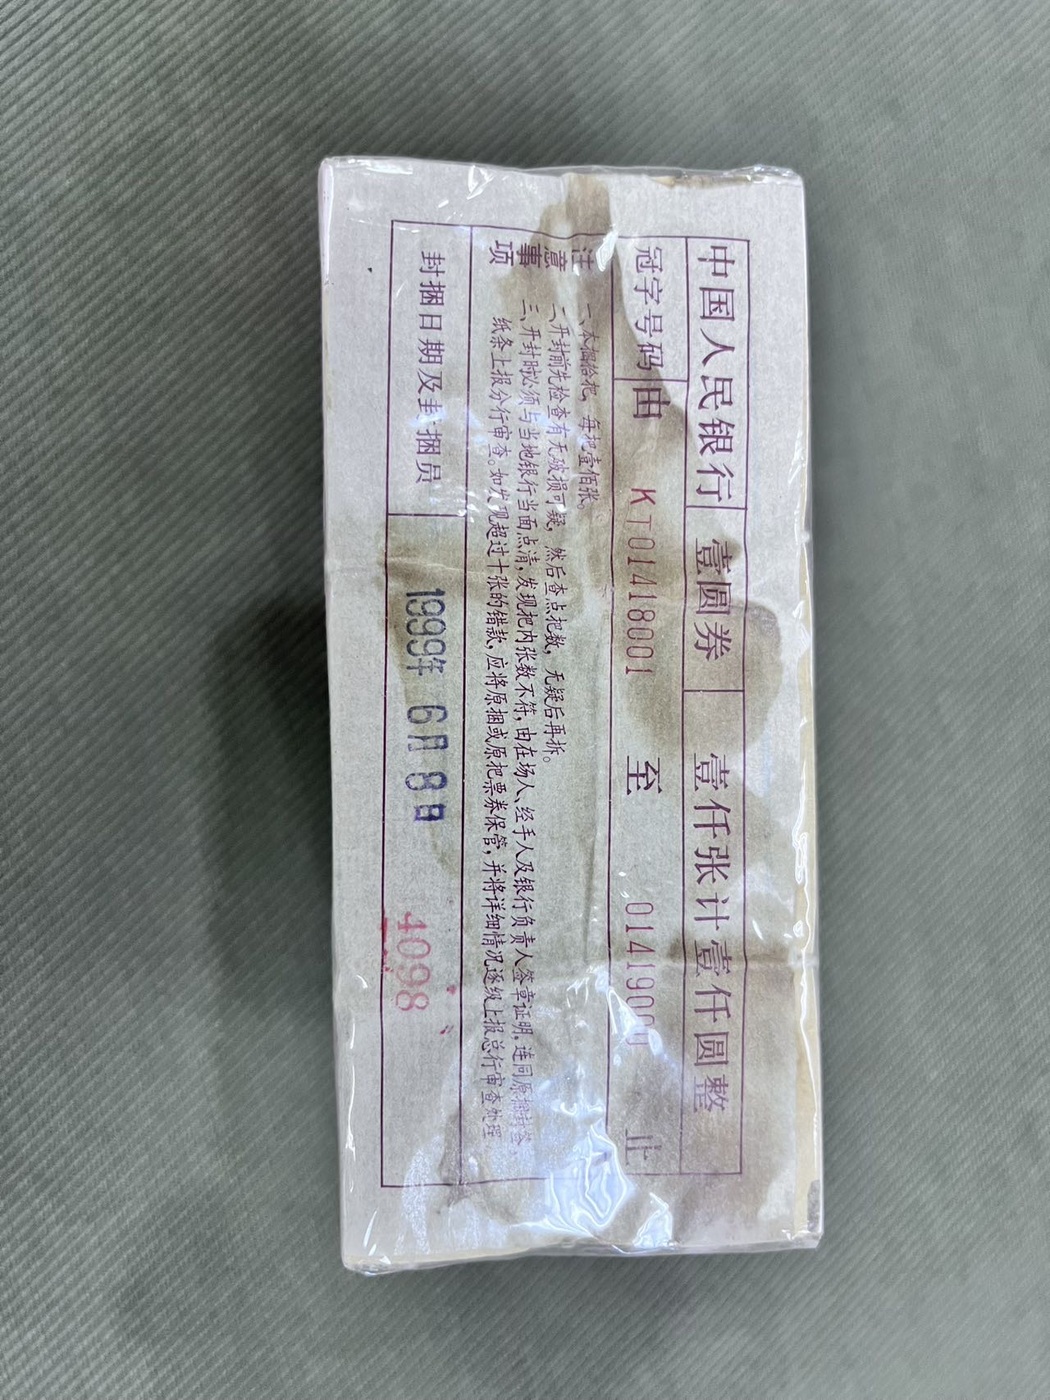 中国人民银行 壹圆券 壹仟张计壹仟圆整
冠字号码 由 KT01418001 至 01419000 止
注意事项
一、本捆拾把，每把壹佰张。
二、开封前先检查有无破损可疑，然后查点把数，无疑后再拆。
三、开封时必须与当地银行当面点清，发现把内张数不符，由在场人、经手人及银行负责人签章证明，连同原捆封签、
纸条上报分行审查。如发现超过十张的错款，应将原捆或原把票券保管，并将详细情况逐级上报总行审查处理
封捆日期及封捆员 1999年 6月 8日 4098